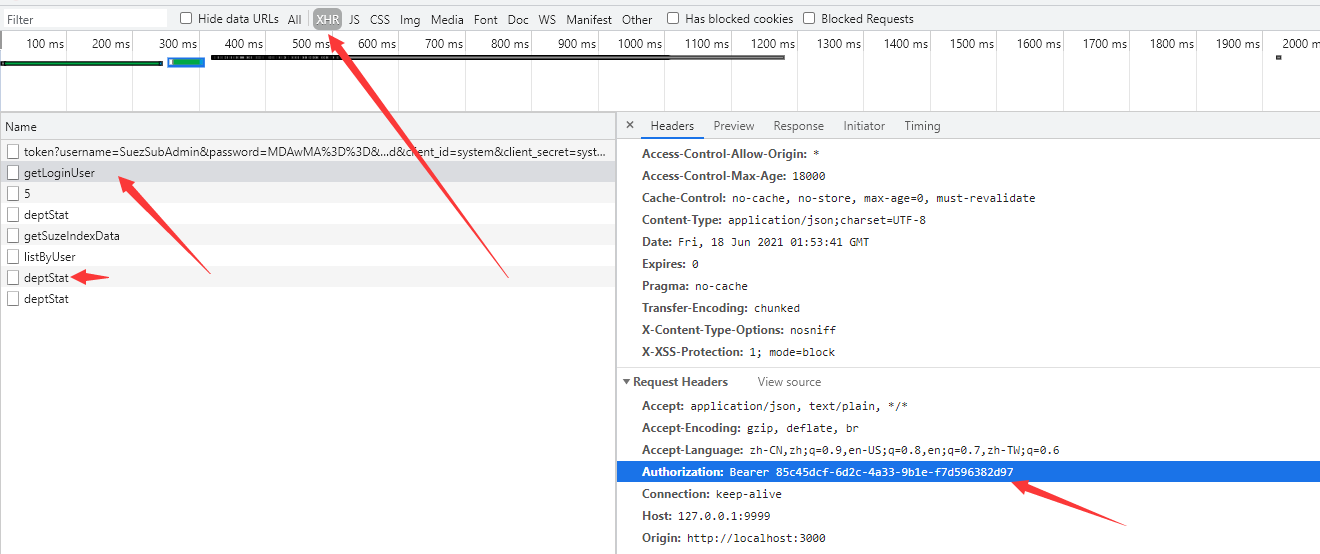 Filter Hide data URLs All XHR JS CSS Img Media Font Doc WS Manifest Other Has blocked cookies Blocked Requests
100 ms 200 ms 300 ms 400 ms 500 ms 600 ms 700 ms 800 ms 900 ms 1000 ms 1100 ms 1200 ms 1300 ms 1400 ms 1500 ms 1600 ms 1700 ms 1800 ms 1900 ms 2000 m
Name
token?username=SuezSubAdmin&password=MDAwMA%3D%3D&...d&client_id=system&client_secret=syst...
getLoginUser
5
deptStat
getSuzeIndexData
listByUser
deptStat
deptStat
× Headers Preview Response Initiator Timing
Access-Control-Allow-Origin: *
Access-Control-Max-Age: 18000
Cache-Control: no-cache, no-store, max-age=0, must-revalidate
Content-Type: application/json;charset=UTF-8
Date: Fri, 18 Jun 2021 01:53:41 GMT
Expires: 0
Pragma: no-cache
Transfer-Encoding: chunked
X-Content-Type-Options: nosniff
X-XSS-Protection: 1; mode=block
Request Headers View source
Accept: application/json, text/plain, */*
Accept-Encoding: gzip, deflate, br
Accept-Language: zh-CN,zh;q=0.9,en-US;q=0.8,en;q=0.7,zh-TW;q=0.6
Authorization: Bearer 85c45dcf-6d2c-4a33-9b1e-f7d596382d97
Connection: keep-alive
Host: 127.0.0.1:9999
Origin: http://localhost:3000